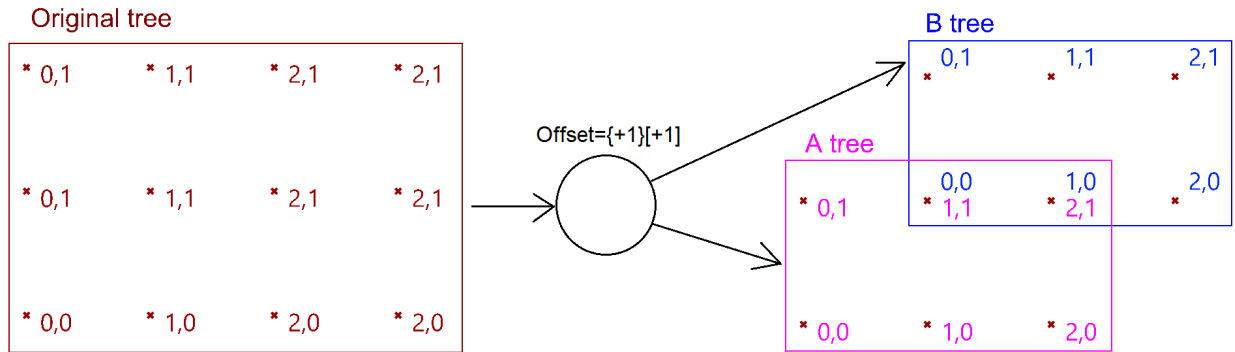 Original tree
0,1 1,1 2,1 2,1
0,1 1,1 2,1 2,1
0,0 1,0 2,0 2,0
Offset={+1}[+1]
B tree
0,1 1,1 2,1
0,0 1,0 2,0
A tree
0,1 1,1 2,1
0,0 1,0 2,0